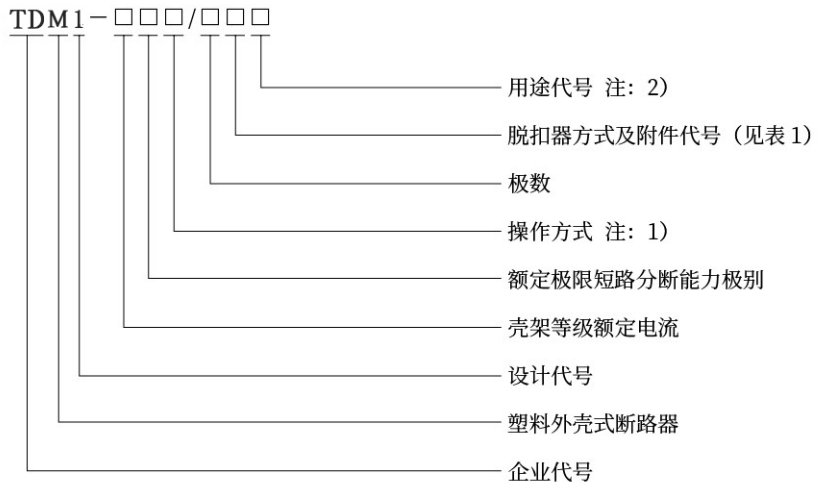 TDM1-□□□/□□□
用途代号 注：2）
脱扣器方式及附件代号（见表 1）
极数
操作方式 注：1）
额定极限短路分断能力极别
壳架等级额定电流
设计代号
塑料外壳式断路器
企业代号